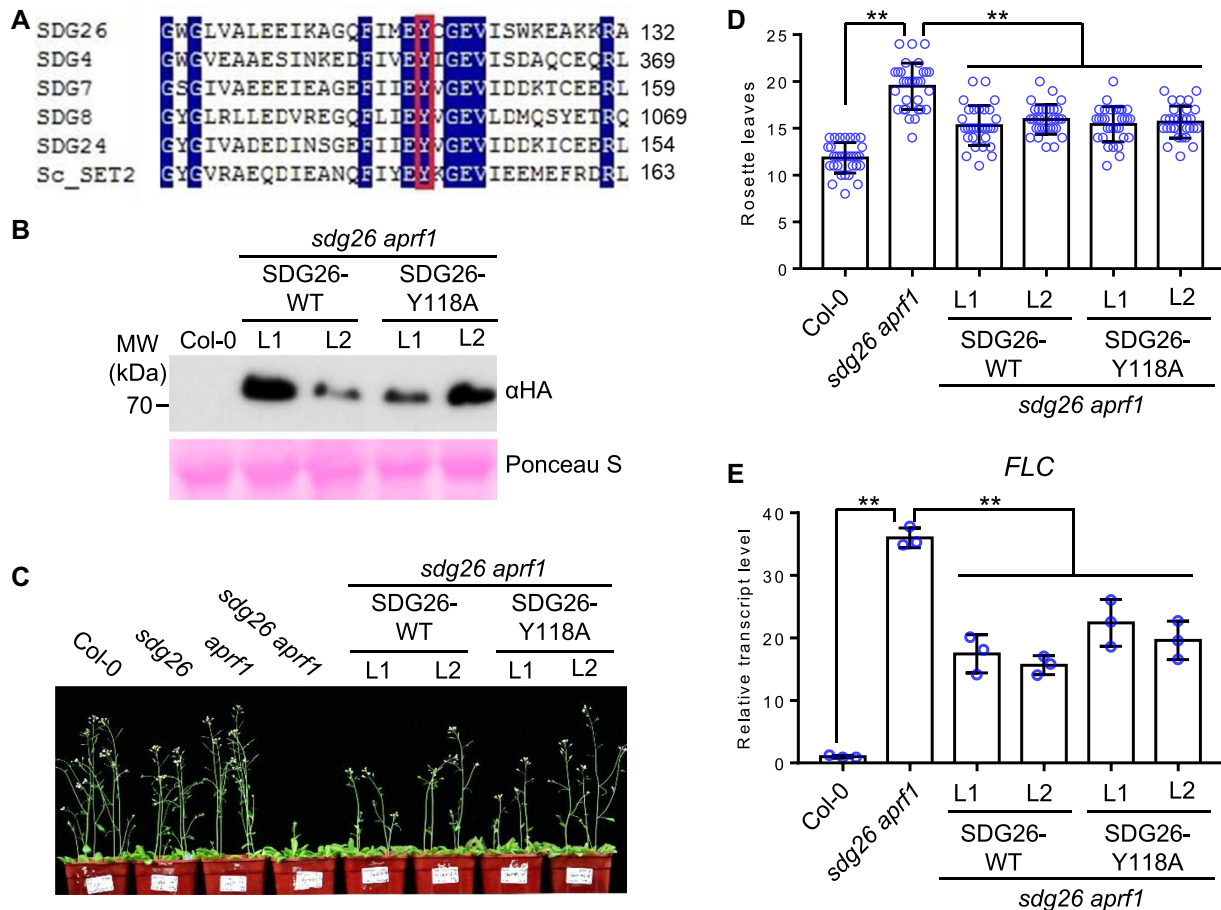 A
SDG26 GWGLVALEEIKAGQFIMEYCGEVISWKEAKKRA 132
SDG4 GWGVEAAESINKEDFIVEYIGEVISDAQCEQRL 369
SDG7 GSGIVAEEEIEAGEFIIEYVGEVIDDKTCEERL 159
SDG8 GYGLRLLEDVREGQFLIEYVGEVLDMQSYETRQ 1069
SDG24 GYGIVADEDINSGEFIIEYVGEVIDDKICEERL 154
Sc_SET2 GYGVRAEQDIEANQFIYEYKGEVIEEMEFRDRL 163
B
sdg26 aprf1
SDG26-WT SDG26-Y118A
MW (kDa) Col-0 L1 L2 L1 L2
70
αHA
Ponceau S
C
sdg26 aprf1
SDG26-WT SDG26-Y118A
Col-0 sdg26 aprf1 sdg26 aprf1 L1 L2 L1 L2
D
** **
Rosette leaves
25
20
15
10
5
0
Col-0 sdg26 aprf1 L1 L2 L1 L2
SDG26-WT SDG26-Y118A
sdg26 aprf1
E
FLC
** **
Relative transcript level
40
30
20
10
0
Col-0 sdg26 aprf1 L1 L2 L1 L2
SDG26-WT SDG26-Y118A
sdg26 aprf1